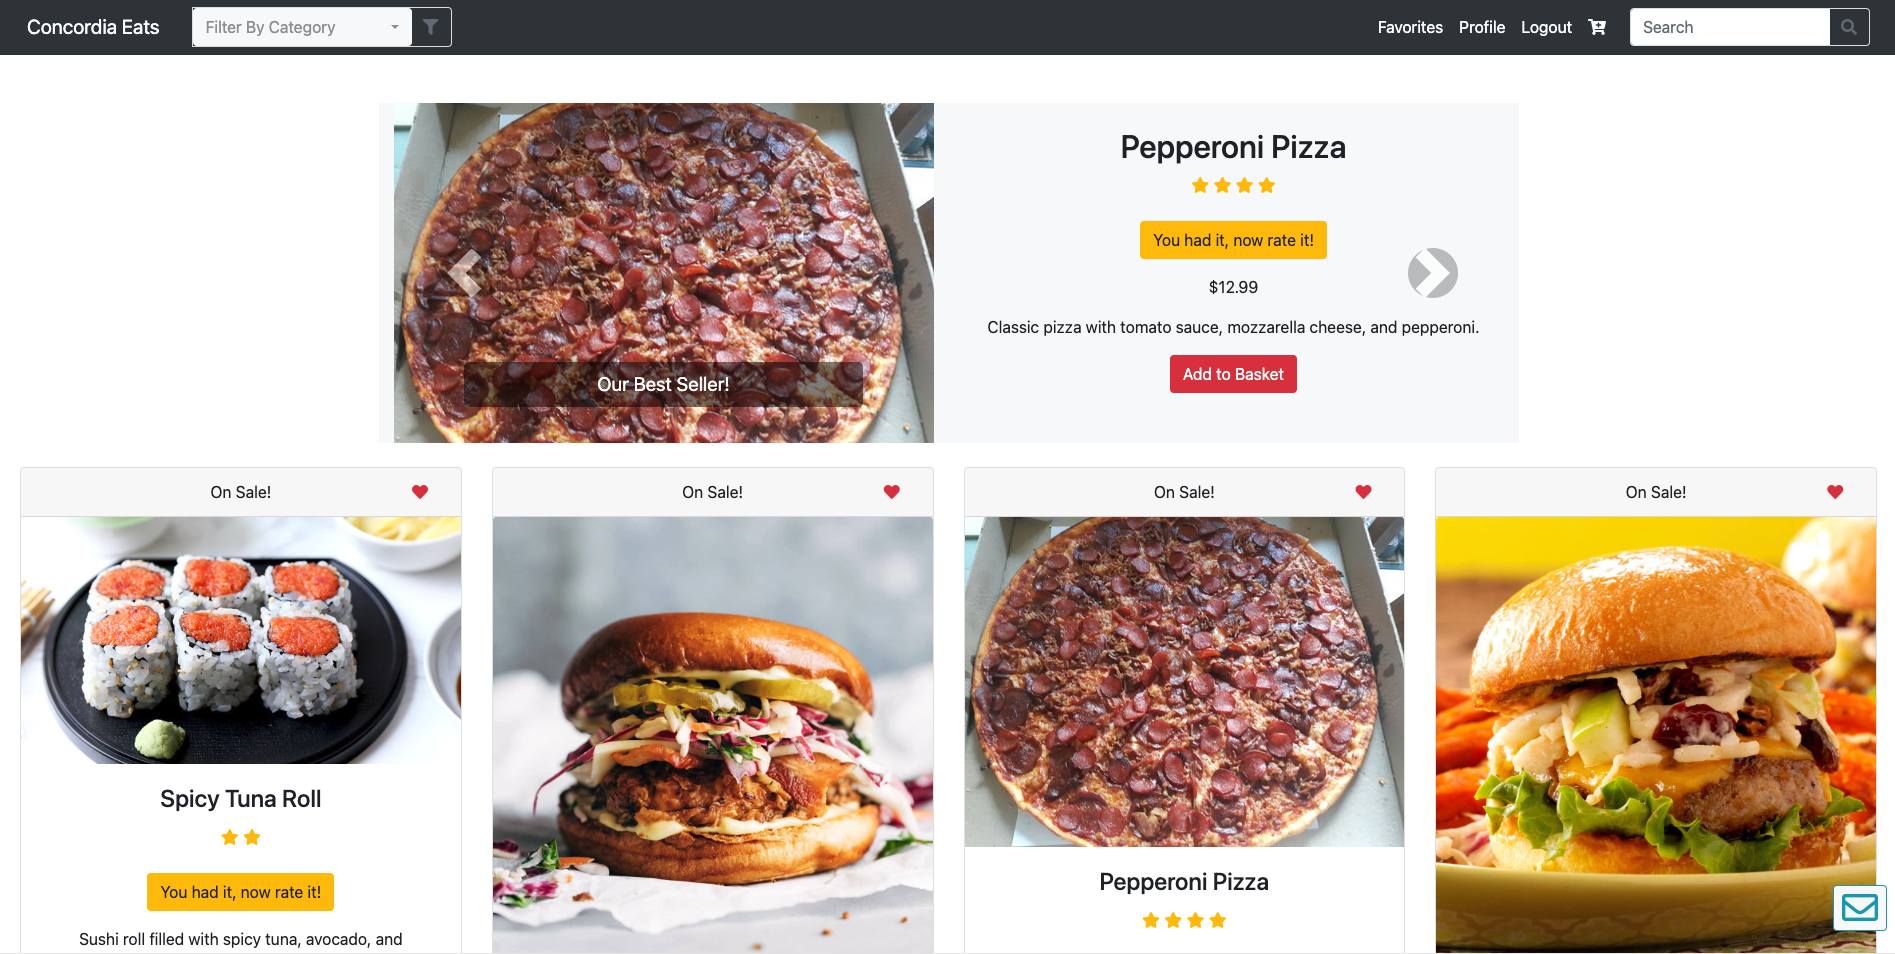 Concordia Eats
Filter By Category
Favorites
Profile
Logout
Search
Pepperoni Pizza
You had it, now rate it!
$12.99
Classic pizza with tomato sauce, mozzarella cheese, and pepperoni.
Our Best Seller!
Add to Basket
On Sale!
On Sale!
On Sale!
On Sale!
Spicy Tuna Roll
You had it, now rate it!
Sushi roll filled with spicy tuna, avocado, and
Pepperoni Pizza